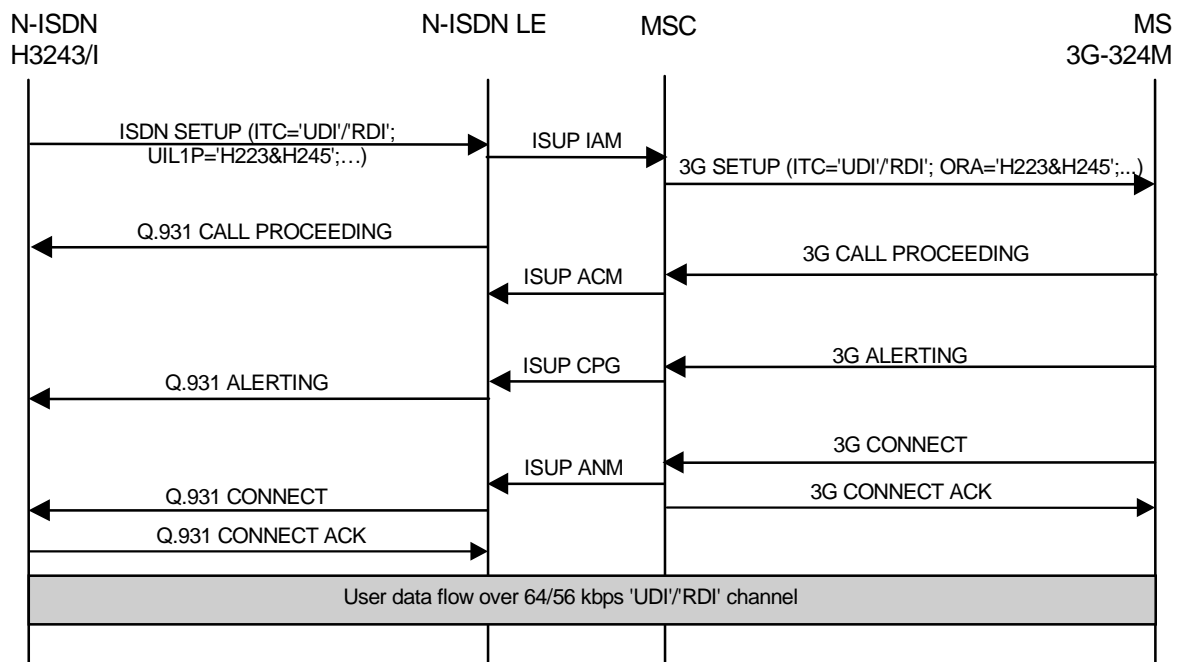 N-ISDN
H3243/I
N-ISDN LE
MSC
MS
3G-324M
ISDN SETUP (ITC='UDI'/'RDI';
UIL1P='H223&H245';…)
ISUP IAM
3G SETUP (ITC='UDI'/'RDI'; ORA='H223&H245';...)
Q.931 CALL PROCEEDING
3G CALL PROCEEDING
ISUP ACM
3G ALERTING
ISUP CPG
Q.931 ALERTING
3G CONNECT
ISUP ANM
Q.931 CONNECT
3G CONNECT ACK
Q.931 CONNECT ACK
User data flow over 64/56 kbps 'UDI'/'RDI' channel